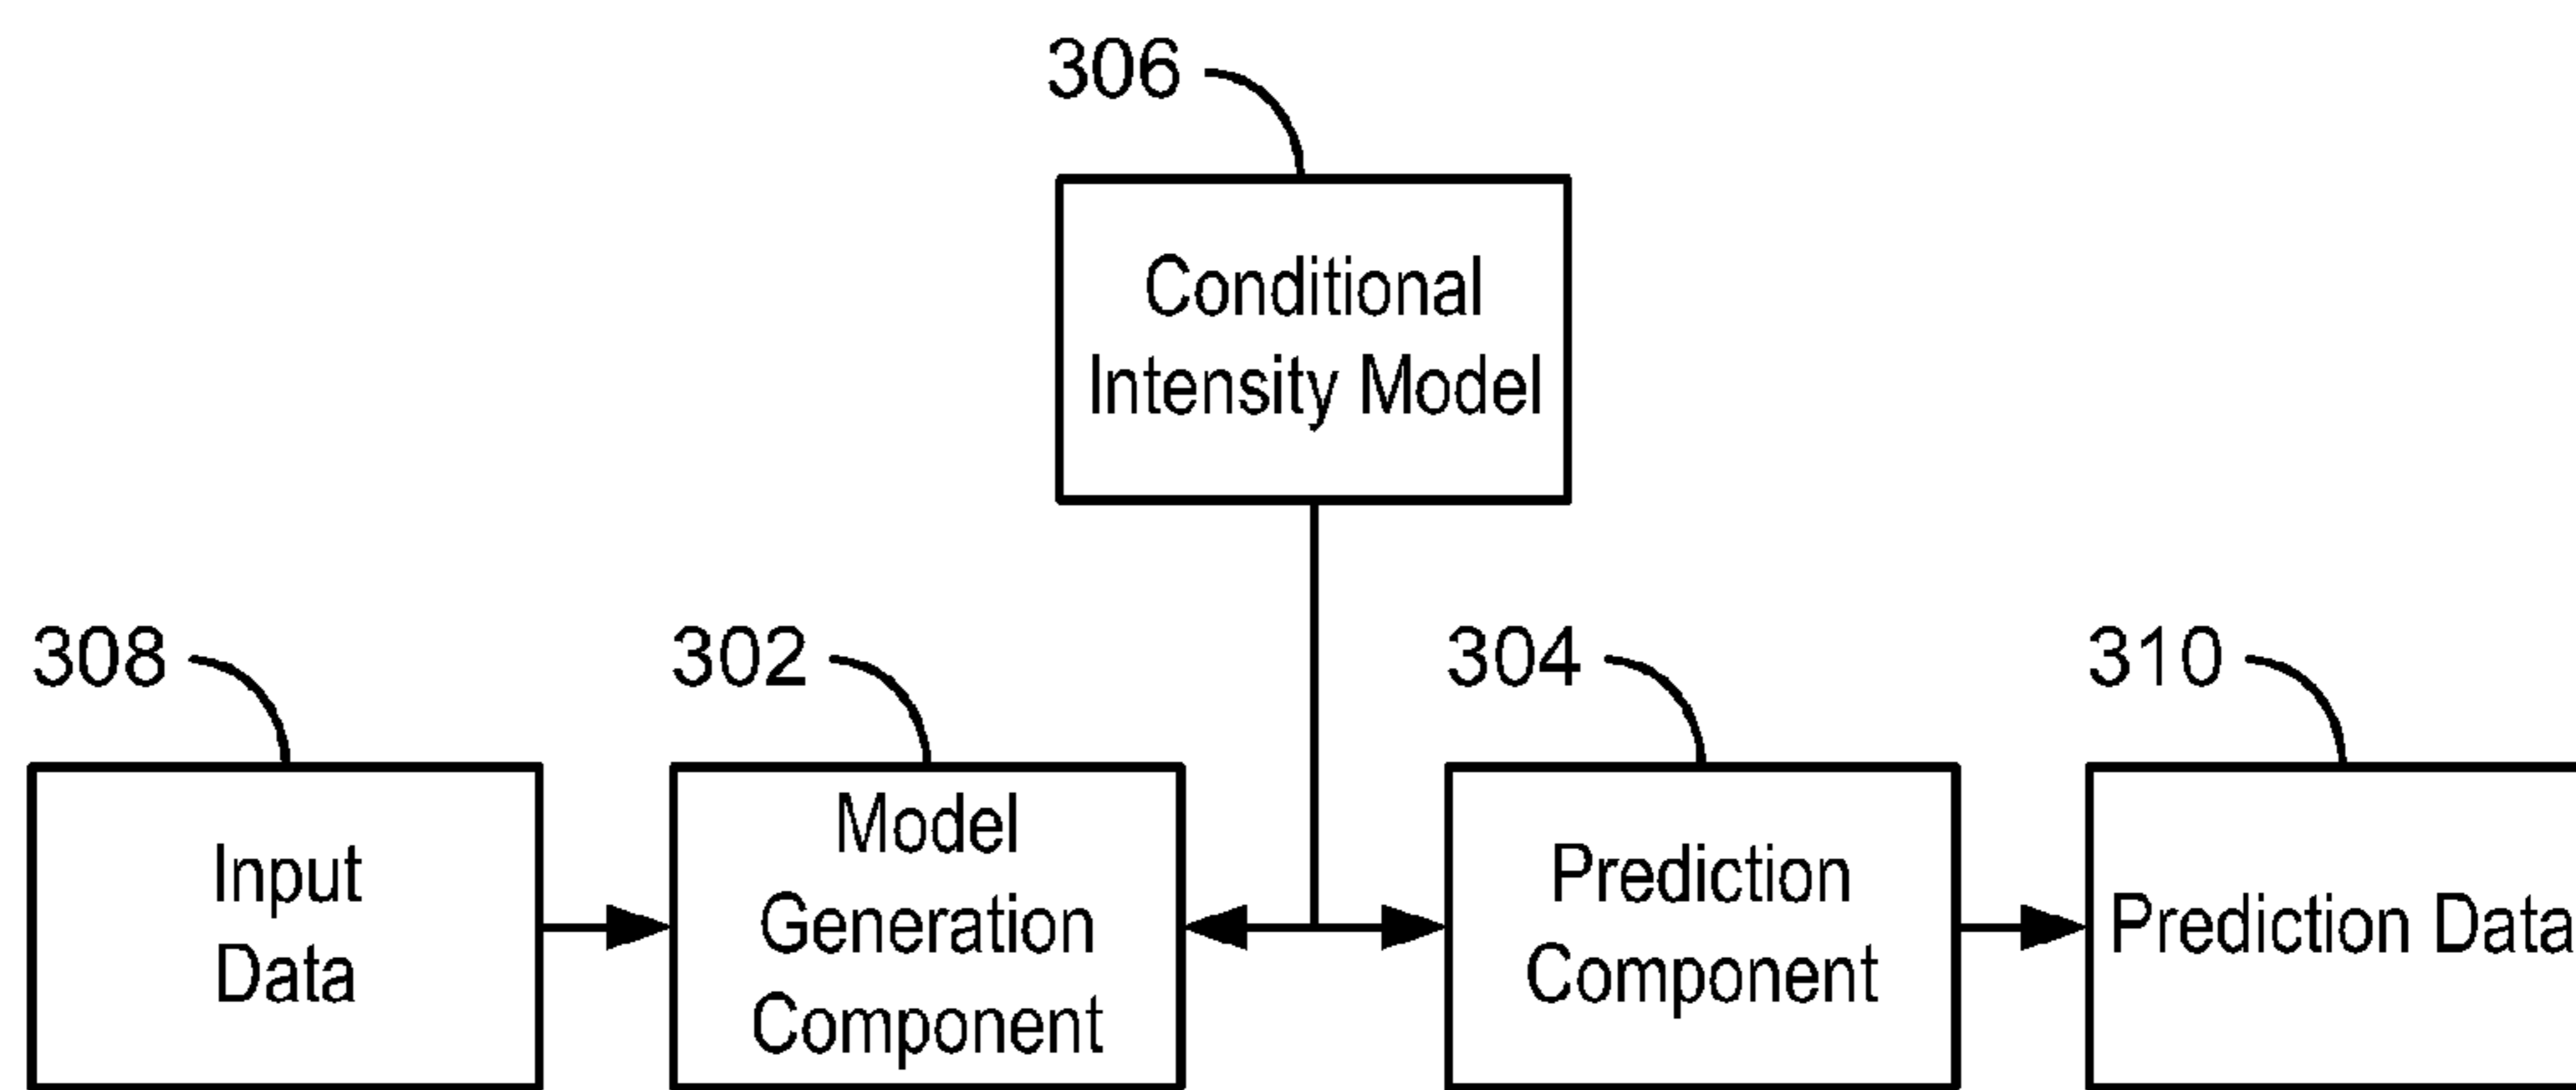 306
Conditional
Intensity Model
308
302
304
310
Input
Data
Model
Generation
Component
Prediction
Component
Prediction Data